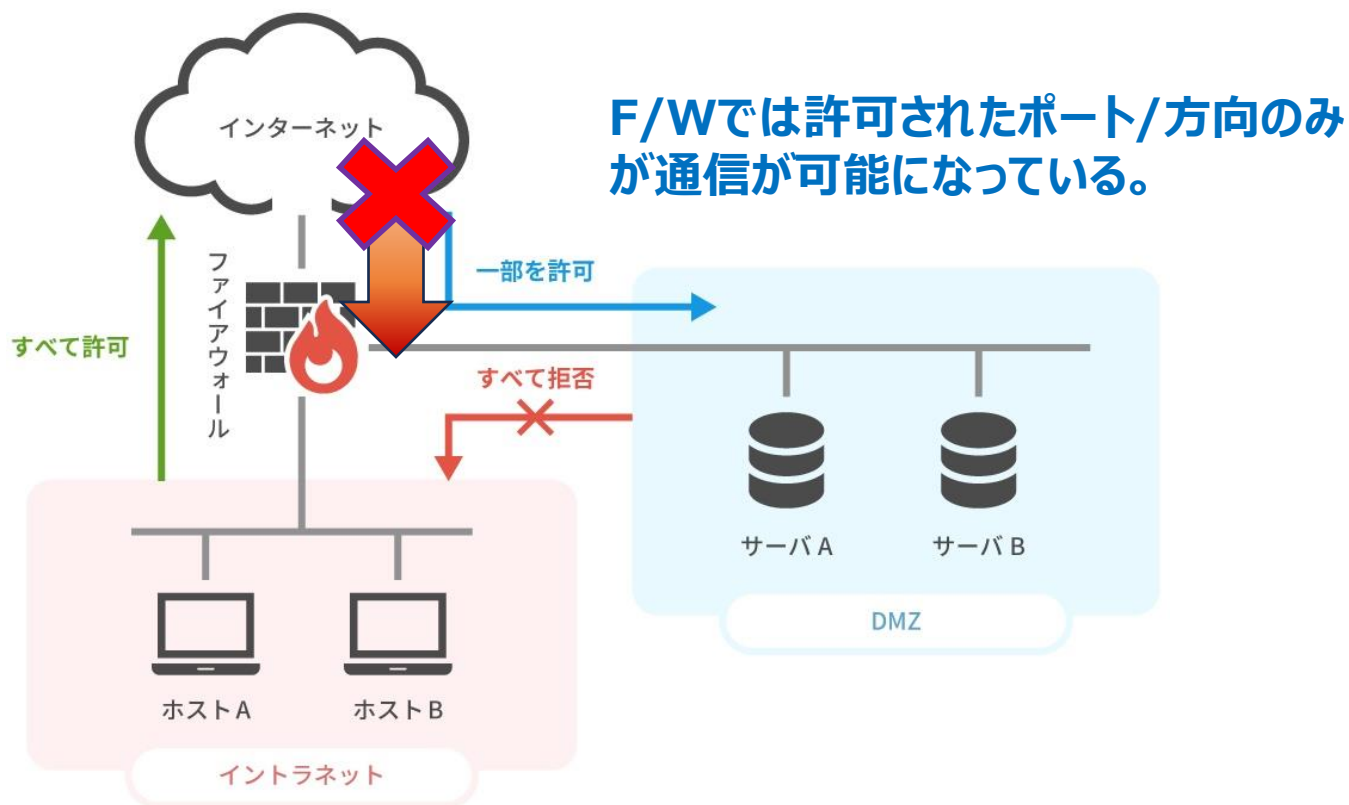 インターネット
F/Wでは許可されたポート/方向のみ
が通信が可能になっている。
ファイアウォール
一部を許可
すべて許可
すべて拒否
サーバ A
サーバ B
DMZ
ホスト A
ホスト B
イントラネット